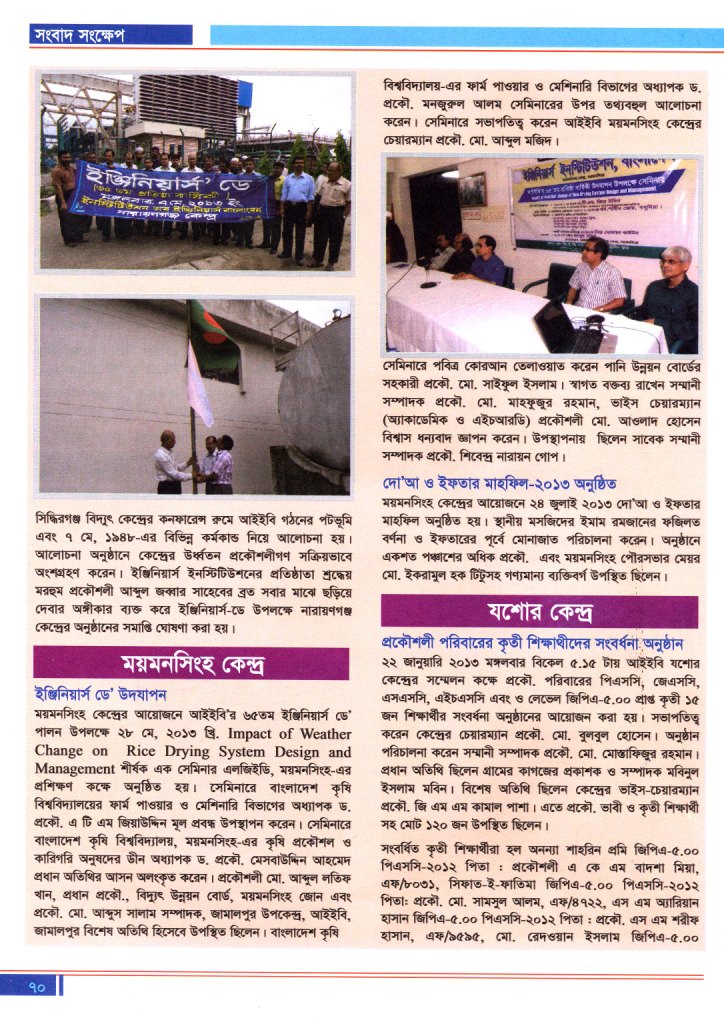 সংবাদ সংক্ষেপ
ইঞ্জিনিয়ার্স' ডে
মঙ্গলবার, ৭ মে, ২০১৩ ইং
নারায়ণগঞ্জ কেন্দ্র
সিদ্ধিরগঞ্জ বিদ্যুৎ কেন্দ্রের কনফারেন্স রুমে আইইবি গঠনের পটভূমি
এবং ৭ মে, ১৯৪৮-এর বিভিন্ন কর্মকান্ড নিয়ে আলোচনা হয়।
আলোচনা অনুষ্ঠানে কেন্দ্রের উর্ধ্বতন প্রকৌশলীগণ সক্রিয়ভাবে
অংশগ্রহণ করেন। ইঞ্জিনিয়ার্স ইনস্টিটিউশনের প্রতিষ্ঠাতা শ্রদ্ধেয়
মরহুম প্রকৌশলী আব্দুল জব্বার সাহেবের ব্রত সবার মাঝে ছড়িয়ে
দেবার অঙ্গীকার ব্যক্ত করে ইঞ্জিনিয়ার্স-ডে উপলক্ষে নারায়ণগঞ্জ
কেন্দ্রের অনুষ্ঠানের সমাপ্তি ঘোষণা করা হয়।
ময়মনসিংহ কেন্দ্র
ইঞ্জিনিয়ার্স ডে' উদযাপন
ময়মনসিংহ কেন্দ্রের আয়োজনে আইইবি'র ৬৫তম ইঞ্জিনিয়ার্স ডে'
পালন উপলক্ষে ২৮ মে, ২০১৩ খ্রি. Impact of Weather
Change on Rice Drying System Design and
Management শীর্ষক এক সেমিনার এলজিইডি, ময়মনসিংহ-এর
প্রশিক্ষণ কক্ষে অনুষ্ঠিত হয়। সেমিনারে বাংলাদেশ কৃষি
বিশ্ববিদ্যালয়ের ফার্ম পাওয়ার ও মেশিনারি বিভাগের অধ্যাপক ড.
প্রকৌ. এ টি এম জিয়াউদ্দিন মূল প্রবন্ধ উপস্থাপন করেন। সেমিনারে
বাংলাদেশ কৃষি বিশ্ববিদ্যালয়, ময়মনসিংহ-এর কৃষি প্রকৌশল ও
কারিগরি অনুষদের ডীন অধ্যাপক ড. প্রকৌ. মেসবাউদ্দিন আহমেদ
প্রধান অতিথির আসন অলংকৃত করেন। প্রকৌশলী মো. আব্দুল লতিফ
খান, প্রধান প্রকৌ., বিদ্যুৎ উন্নয়ন বোর্ড, ময়মনসিংহ জোন এবং
প্রকৌ. মো. আব্দুস সালাম সম্পাদক, জামালপুর উপকেন্দ্র, আইইবি,
জামালপুর বিশেষ অতিথি হিসেবে উপস্থিত ছিলেন। বাংলাদেশ কৃষি
বিশ্ববিদ্যালয়-এর ফার্ম পাওয়ার ও মেশিনারি বিভাগের অধ্যাপক ড.
প্রকৌ. মনজুরুল আলম সেমিনারের উপর তথ্যবহুল আলোচনা
করেন। সেমিনারে সভাপতিত্ব করেন আইইবি ময়মনসিংহ কেন্দ্রের
চেয়ারম্যান প্রকৌ. মো. আব্দুল মজিদ।
ইঞ্জিনিয়ার্স ইনস্টিটিউশন, বাংলাদেশ
সেমিনারে পবিত্র কোরআন তেলাওয়াত করেন পানি উন্নয়ন বোর্ডের
সহকারী প্রকৌ. মো. সাইফুল ইসলাম। স্বাগত বক্তব্য রাখেন সম্মানী
সম্পাদক প্রকৌ. মো. মাহফুজুর রহমান, ভাইস চেয়ারম্যান
(অ্যাকাডেমিক ও এইচআরডি) প্রকৌশলী মো. আওলাদ হোসেন
বিশ্বাস ধন্যবাদ জ্ঞাপন করেন। উপস্থাপনায় ছিলেন সাবেক সম্মানী
সম্পাদক প্রকৌ. শিবেন্দ্র নারায়ন গোপ।
দো'আ ও ইফতার মাহফিল-২০১৩ অনুষ্ঠিত
ময়মনসিংহ কেন্দ্রের আয়োজনে ২৪ জুলাই ২০১৩ দো'আ ও ইফতার
মাহফিল অনুষ্ঠিত হয়। স্থানীয় মসজিদের ইমাম রমজানের ফজিলত
বর্ণনা ও ইফতারের পূর্বে মোনাজাত পরিচালনা করেন। অনুষ্ঠানে
একশত পঞ্চাশের অধিক প্রকৌ. এবং ময়মনসিংহ পৌরসভার মেয়র
মো. ইকরামুল হক টিটুসহ গণ্যমান্য ব্যক্তিবর্গ উপস্থিত ছিলেন।
যশোর কেন্দ্র
প্রকৌশলী পরিবারের কৃতী শিক্ষার্থীদের সংবর্ধনা অনুষ্ঠান
২২ জানুয়ারি ২০১৩ মঙ্গলবার বিকেল ৫.১৫ টায় আইইবি যশোর
কেন্দ্রের সম্মেলন কক্ষে প্রকৌ. পরিবারের পিএসসি, জেএসসি,
এসএসসি, এইচএসসি এবং ও লেভেল জিপিএ-৫.০০ প্রাপ্ত কৃতী ১৫
জন শিক্ষার্থীর সংবর্ধনা অনুষ্ঠানের আয়োজন করা হয়। সভাপতিত্ব
করেন কেন্দ্রের চেয়ারম্যান প্রকৌ. মো. বুলবুল হোসেন। অনুষ্ঠান
পরিচালনা করেন সম্মানী সম্পাদক প্রকৌ. মো. মোস্তাফিজুর রহমান।
প্রধান অতিথি ছিলেন গ্রামের কাগজের প্রকাশক ও সম্পাদক মবিনুল
ইসলাম মবিন। বিশেষ অতিথি ছিলেন কেন্দ্রের ভাইস-চেয়ারম্যান
প্রকৌ. জি এম এম কামাল পাশা। এতে প্রকৌ. ভাবী ও কৃতী শিক্ষার্থী
সহ মোট ১২০ জন উপস্থিত ছিলেন।
সংবর্ধিত কৃতী শিক্ষার্থীরা হল অনন্যা শাহরিন প্রমি জিপিএ-৫.০০
পিএসসি-২০১২ পিতা : প্রকৌশলী এ কে এম বাদশা মিয়া,
এফ/৮০৩১, সিফাত-ই-ফাতিমা জিপিএ-৫.০০ পিএসসি-২০১২
পিতা: প্রকৌ. মো. সামসুল আলম, এফ/৪৭২২, এস এম অ্যারিয়ান
হাসান জিপিএ-৫.০০ পিএসসি-২০১২ পিতা : প্রকৌ. এস এম শরীফ
হাসান, এফ/৯৫৯৫, মো. রেদওয়ান ইসলাম জিপিএ-৫.০০
৭০